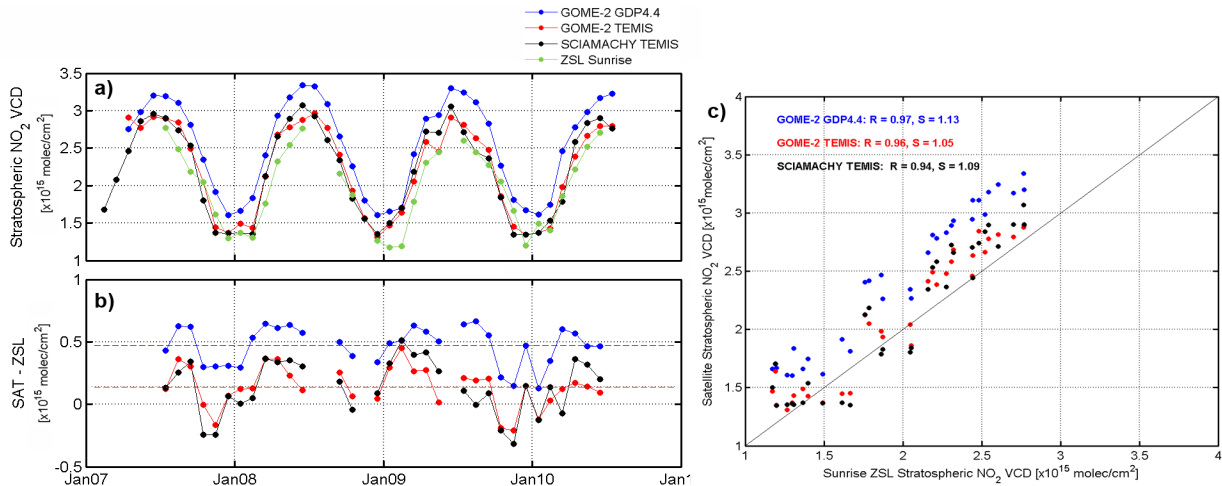 GOME-2 GDP4.4
GOME-2 TEMIS
SCIAMACHY TEMIS
ZSL Sunrise
a)
Stratospheric NO2 VCD
[x10^15 molec/cm^2]
3.5
3
2.5
2
1.5
1
b)
SAT - ZSL
[x10^15 molec/cm^2]
1
0.5
0
-0.5
Jan07
Jan08
Jan09
Jan10
Jan1
c)
GOME-2 GDP4.4: R = 0.97, S = 1.13
GOME-2 TEMIS: R = 0.96, S = 1.05
SCIAMACHY TEMIS: R = 0.94, S = 1.09
Satellite Stratospheric NO2 VCD [x10^15 molec/cm^2]
4
3.5
3
2.5
2
1.5
1
1
1.5
2
2.5
3
3.5
4
Sunrise ZSL Stratospheric NO2 VCD [x10^15 molec/cm^2]